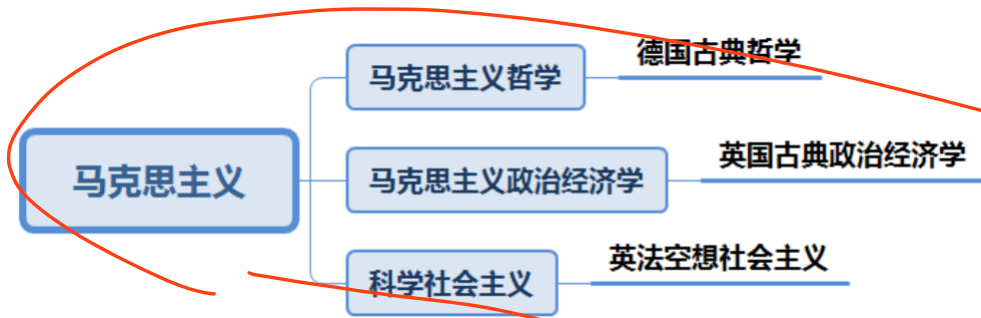 德国古典哲学
马克思主义哲学
英国古典政治经济学
马克思主义
马克思主义政治经济学
英法空想社会主义
科学社会主义